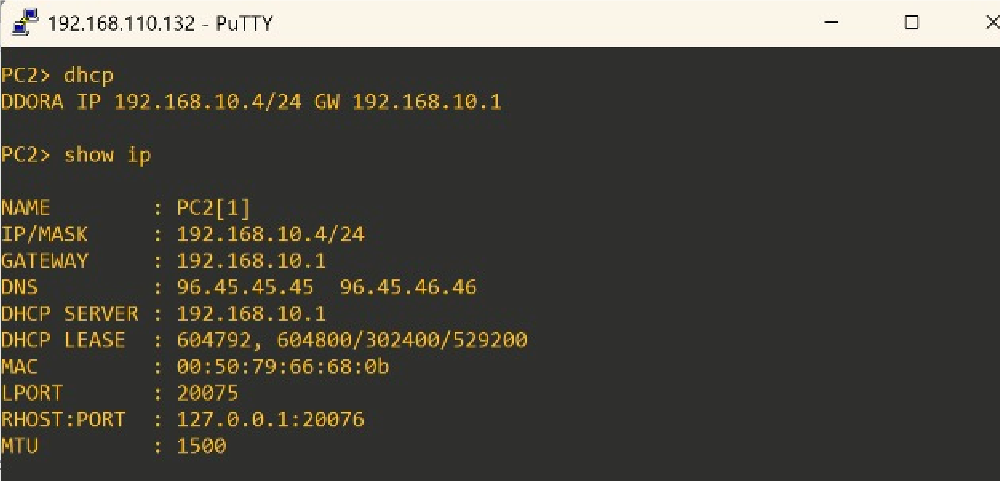 192.168.110.132 - PuTTY
PC2> dhcp
DDORA IP 192.168.10.4/24 GW 192.168.10.1
PC2> show ip
NAME : PC2[1]
IP/MASK : 192.168.10.4/24
GATEWAY : 192.168.10.1
DNS : 96.45.45.45 96.45.46.46
DHCP SERVER : 192.168.10.1
DHCP LEASE : 604792, 604800/302400/529200
MAC : 00:50:79:66:68:0b
LPORT : 20075
RHOST:PORT : 127.0.0.1:20076
MTU : 1500